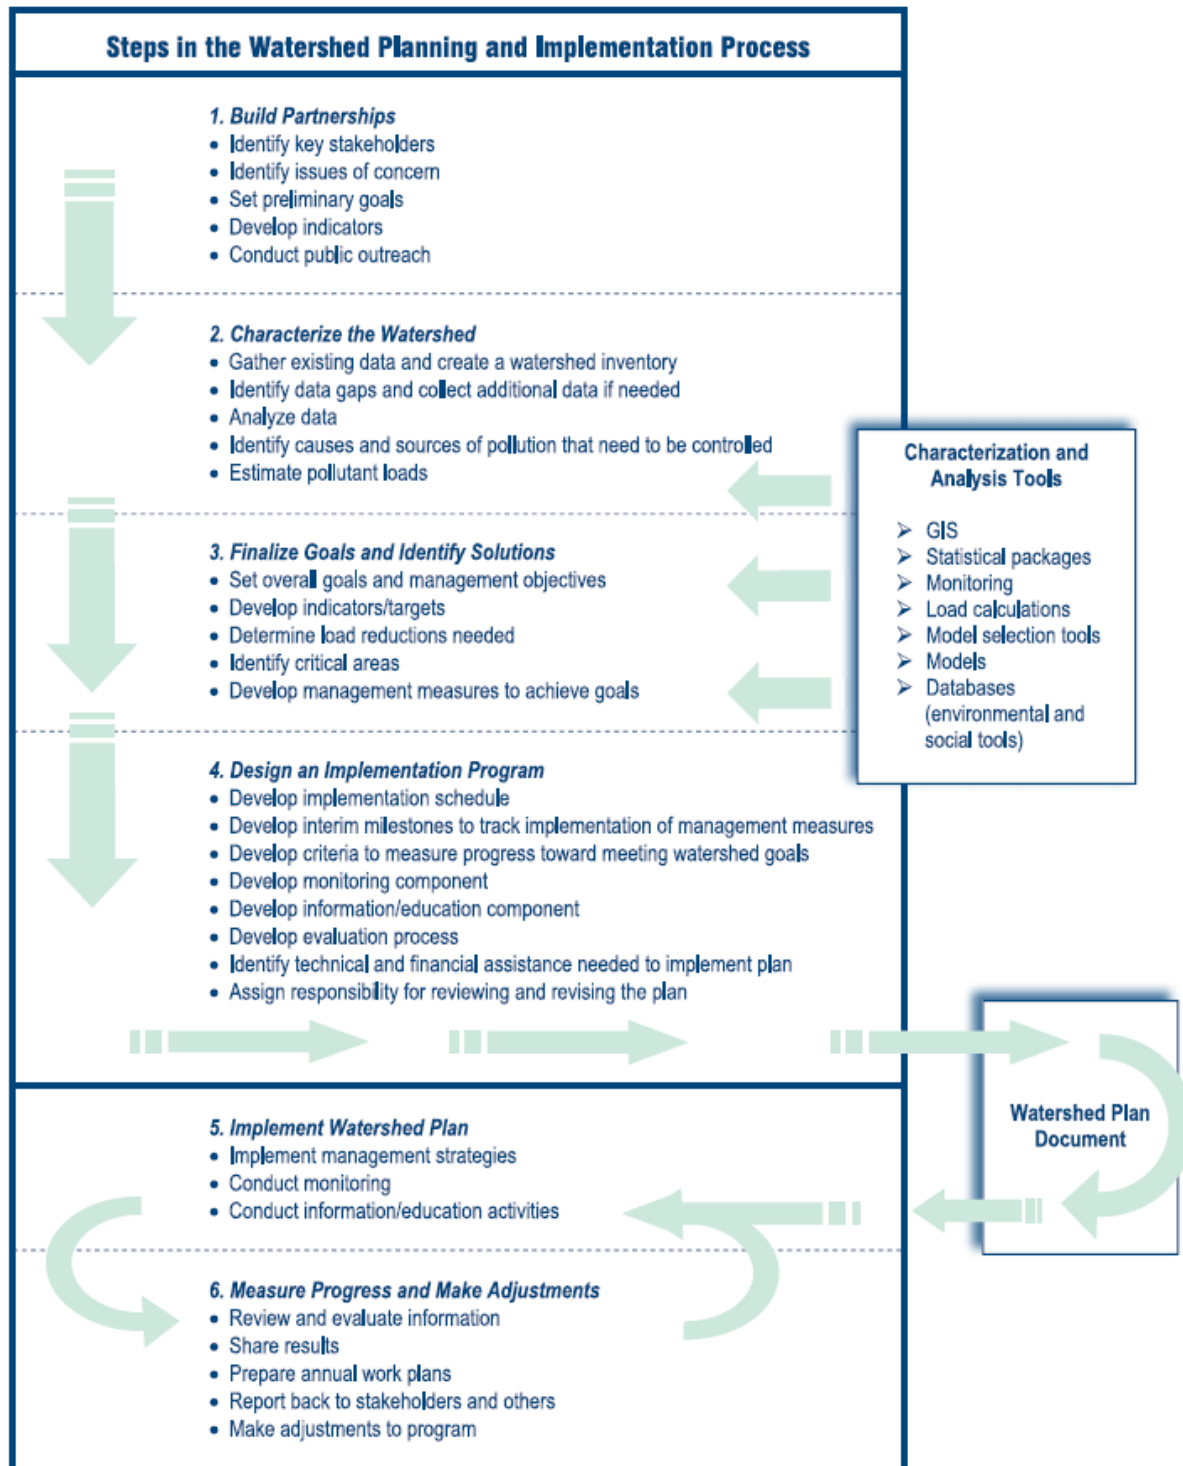 Steps in the Watershed Planning and Implementation Process
1. Build Partnerships
• Identify key stakeholders
• Identify issues of concern
• Set preliminary goals
• Develop indicators
• Conduct public outreach
2. Characterize the Watershed
• Gather existing data and create a watershed inventory
• Identify data gaps and collect additional data if needed
• Analyze data
• Identify causes and sources of pollution that need to be controlled
• Estimate pollutant loads
Characterization and
Analysis Tools
➢ GIS
➢ Statistical packages
➢ Monitoring
➢ Load calculations
➢ Model selection tools
➢ Models
➢ Databases
(environmental and
social tools)
3. Finalize Goals and Identify Solutions
• Set overall goals and management objectives
• Develop indicators/targets
• Determine load reductions needed
• Identify critical areas
• Develop management measures to achieve goals
4. Design an Implementation Program
• Develop implementation schedule
• Develop interim milestones to track implementation of management measures
• Develop criteria to measure progress toward meeting watershed goals
• Develop monitoring component
• Develop information/education component
• Develop evaluation process
• Identify technical and financial assistance needed to implement plan
• Assign responsibility for reviewing and revising the plan
Watershed Plan
Document
5. Implement Watershed Plan
• Implement management strategies
• Conduct monitoring
• Conduct information/education activities
6. Measure Progress and Make Adjustments
• Review and evaluate information
• Share results
• Prepare annual work plans
• Report back to stakeholders and others
• Make adjustments to program